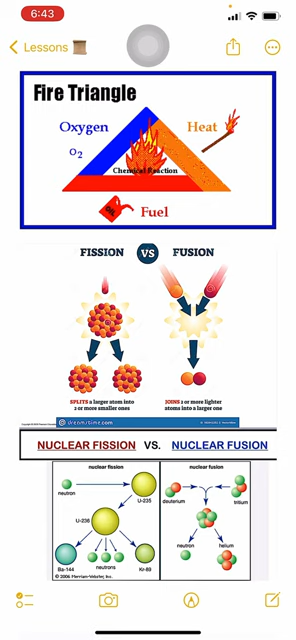 6:43
Lessons
Fire Triangle
Oxygen
Heat
O2
Chemical Reaction
OIL
Fuel
FISSION VS FUSION
SPLITS a larger atom into
2 or more smaller ones
JOINS 2 or more lighter
atoms into a larger one
dreamstime.com
NUCLEAR FISSION VS. NUCLEAR FUSION
nuclear fission
nuclear fusion
neutron
U-235
deuterium
tritium
U-236
neutron
helium
Ba-144
neutrons
Kr-89
© 2006 Merriam-Webster, Inc.